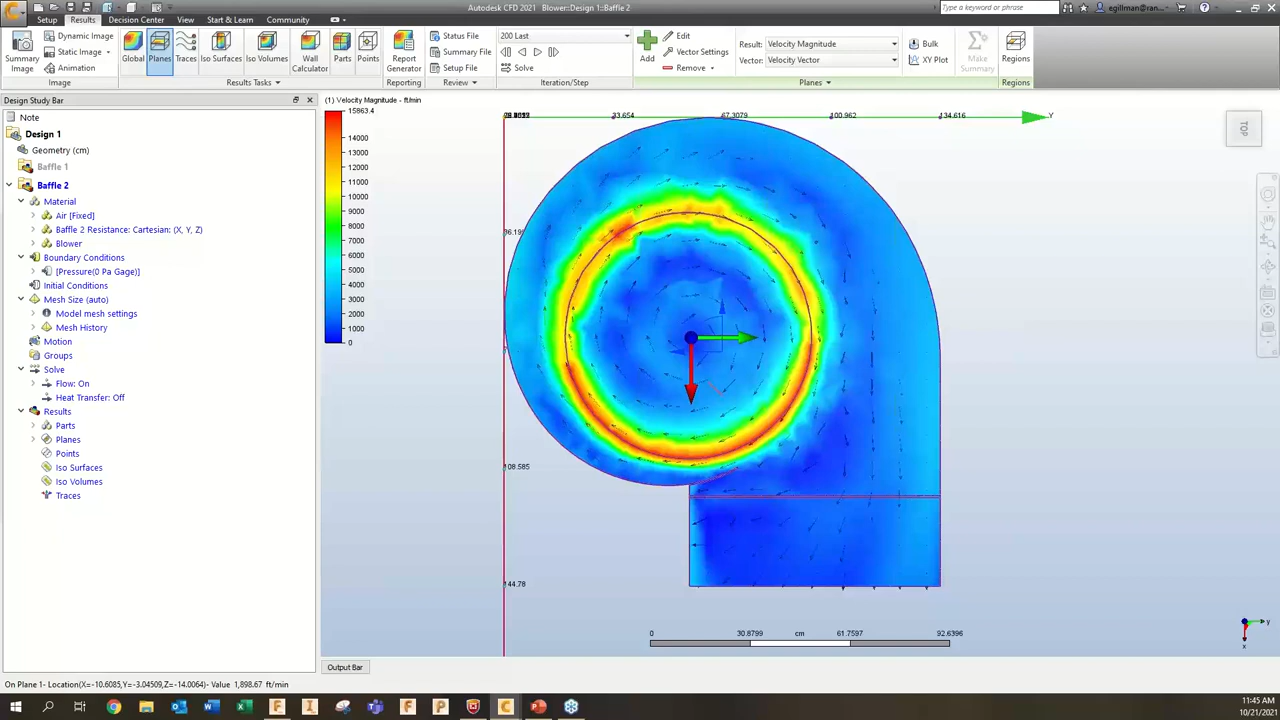 Autodesk CFD 2021   Blower::Design 1::Baffle 2
Type a keyword or phrase
egillman@ran...
Setup
Results
Decision Center
View
Start & Learn
Community
Summary Image
Dynamic Image
Static Image
Animation
Image
Global
Planes
Traces
Iso Surfaces
Iso Volumes
Wall Calculator
Parts
Points
Results Tasks
Report Generator
Reporting
Status File
Summary File
Setup File
Review
200 Last
Solve
Iteration/Step
Add
Edit
Vector Settings
Remove
Result: Velocity Magnitude
Vector: Velocity Vector
Bulk
XY Plot
Make Summary
Planes
Regions
Regions
Design Study Bar
Note
Design 1
Geometry (cm)
Baffle 1
Baffle 2
Material
Air [Fixed]
Baffle 2 Resistance: Cartesian: (X, Y, Z)
Blower
Boundary Conditions
[Pressure(0 Pa Gage)]
Initial Conditions
Mesh Size (auto)
Model mesh settings
Mesh History
Motion
Groups
Solve
Flow: On
Heat Transfer: Off
Results
Parts
Planes
Points
Iso Surfaces
Iso Volumes
Traces
(1) Velocity Magnitude - ft/min
15863.4
14000
13000
12000
11000
10000
9000
8000
7000
6000
5000
4000
3000
2000
1000
0
33.654
67.3079
100.962
134.616
Y
TOP
108.585
144.78
0 30.8799 cm 61.7597 92.6396
y
x
Output Bar
On Plane 1- Location(X=-10.6085,Y=-3.04509,Z=-14.0064)- Value 1,898.67 ft/min
11:45 AM
10/21/2021